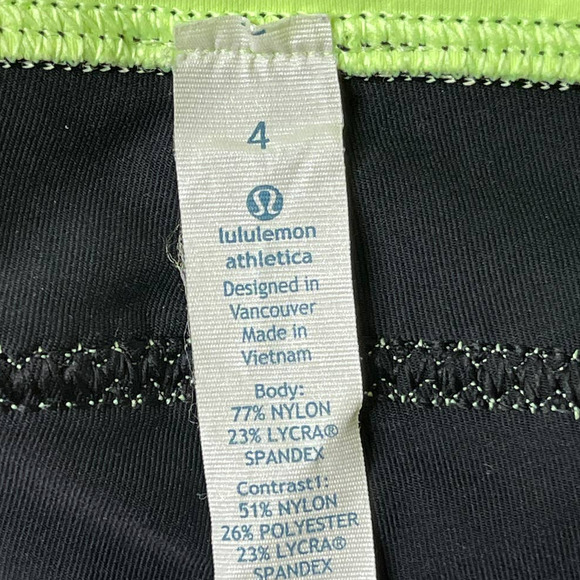 4
lululemon
athletica
Designed in
Vancouver
Made in
Vietnam
Body:
77% NYLON
23% LYCRA®
SPANDEX
Contrast1:
51% NYLON
26% POLYESTER
23% LYCRA®
SPANDEX